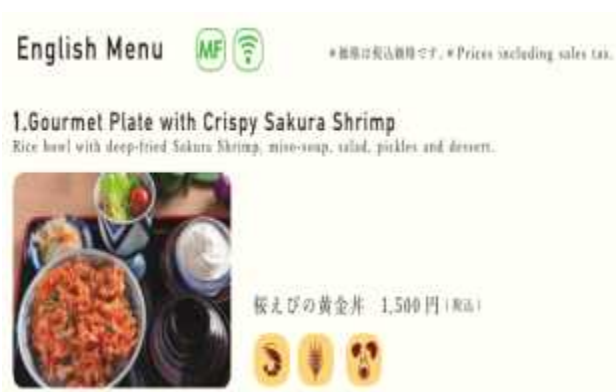 English Menu MF *価格は税込価格です。*Prices including sales tax.
1.Gourmet Plate with Crispy Sakura Shrimp
Rice bowl with deep-fried Sakura Shrimp, miso-soup, salad, pickles and dessert.
桜えびの黄金丼 1,500円(税込)